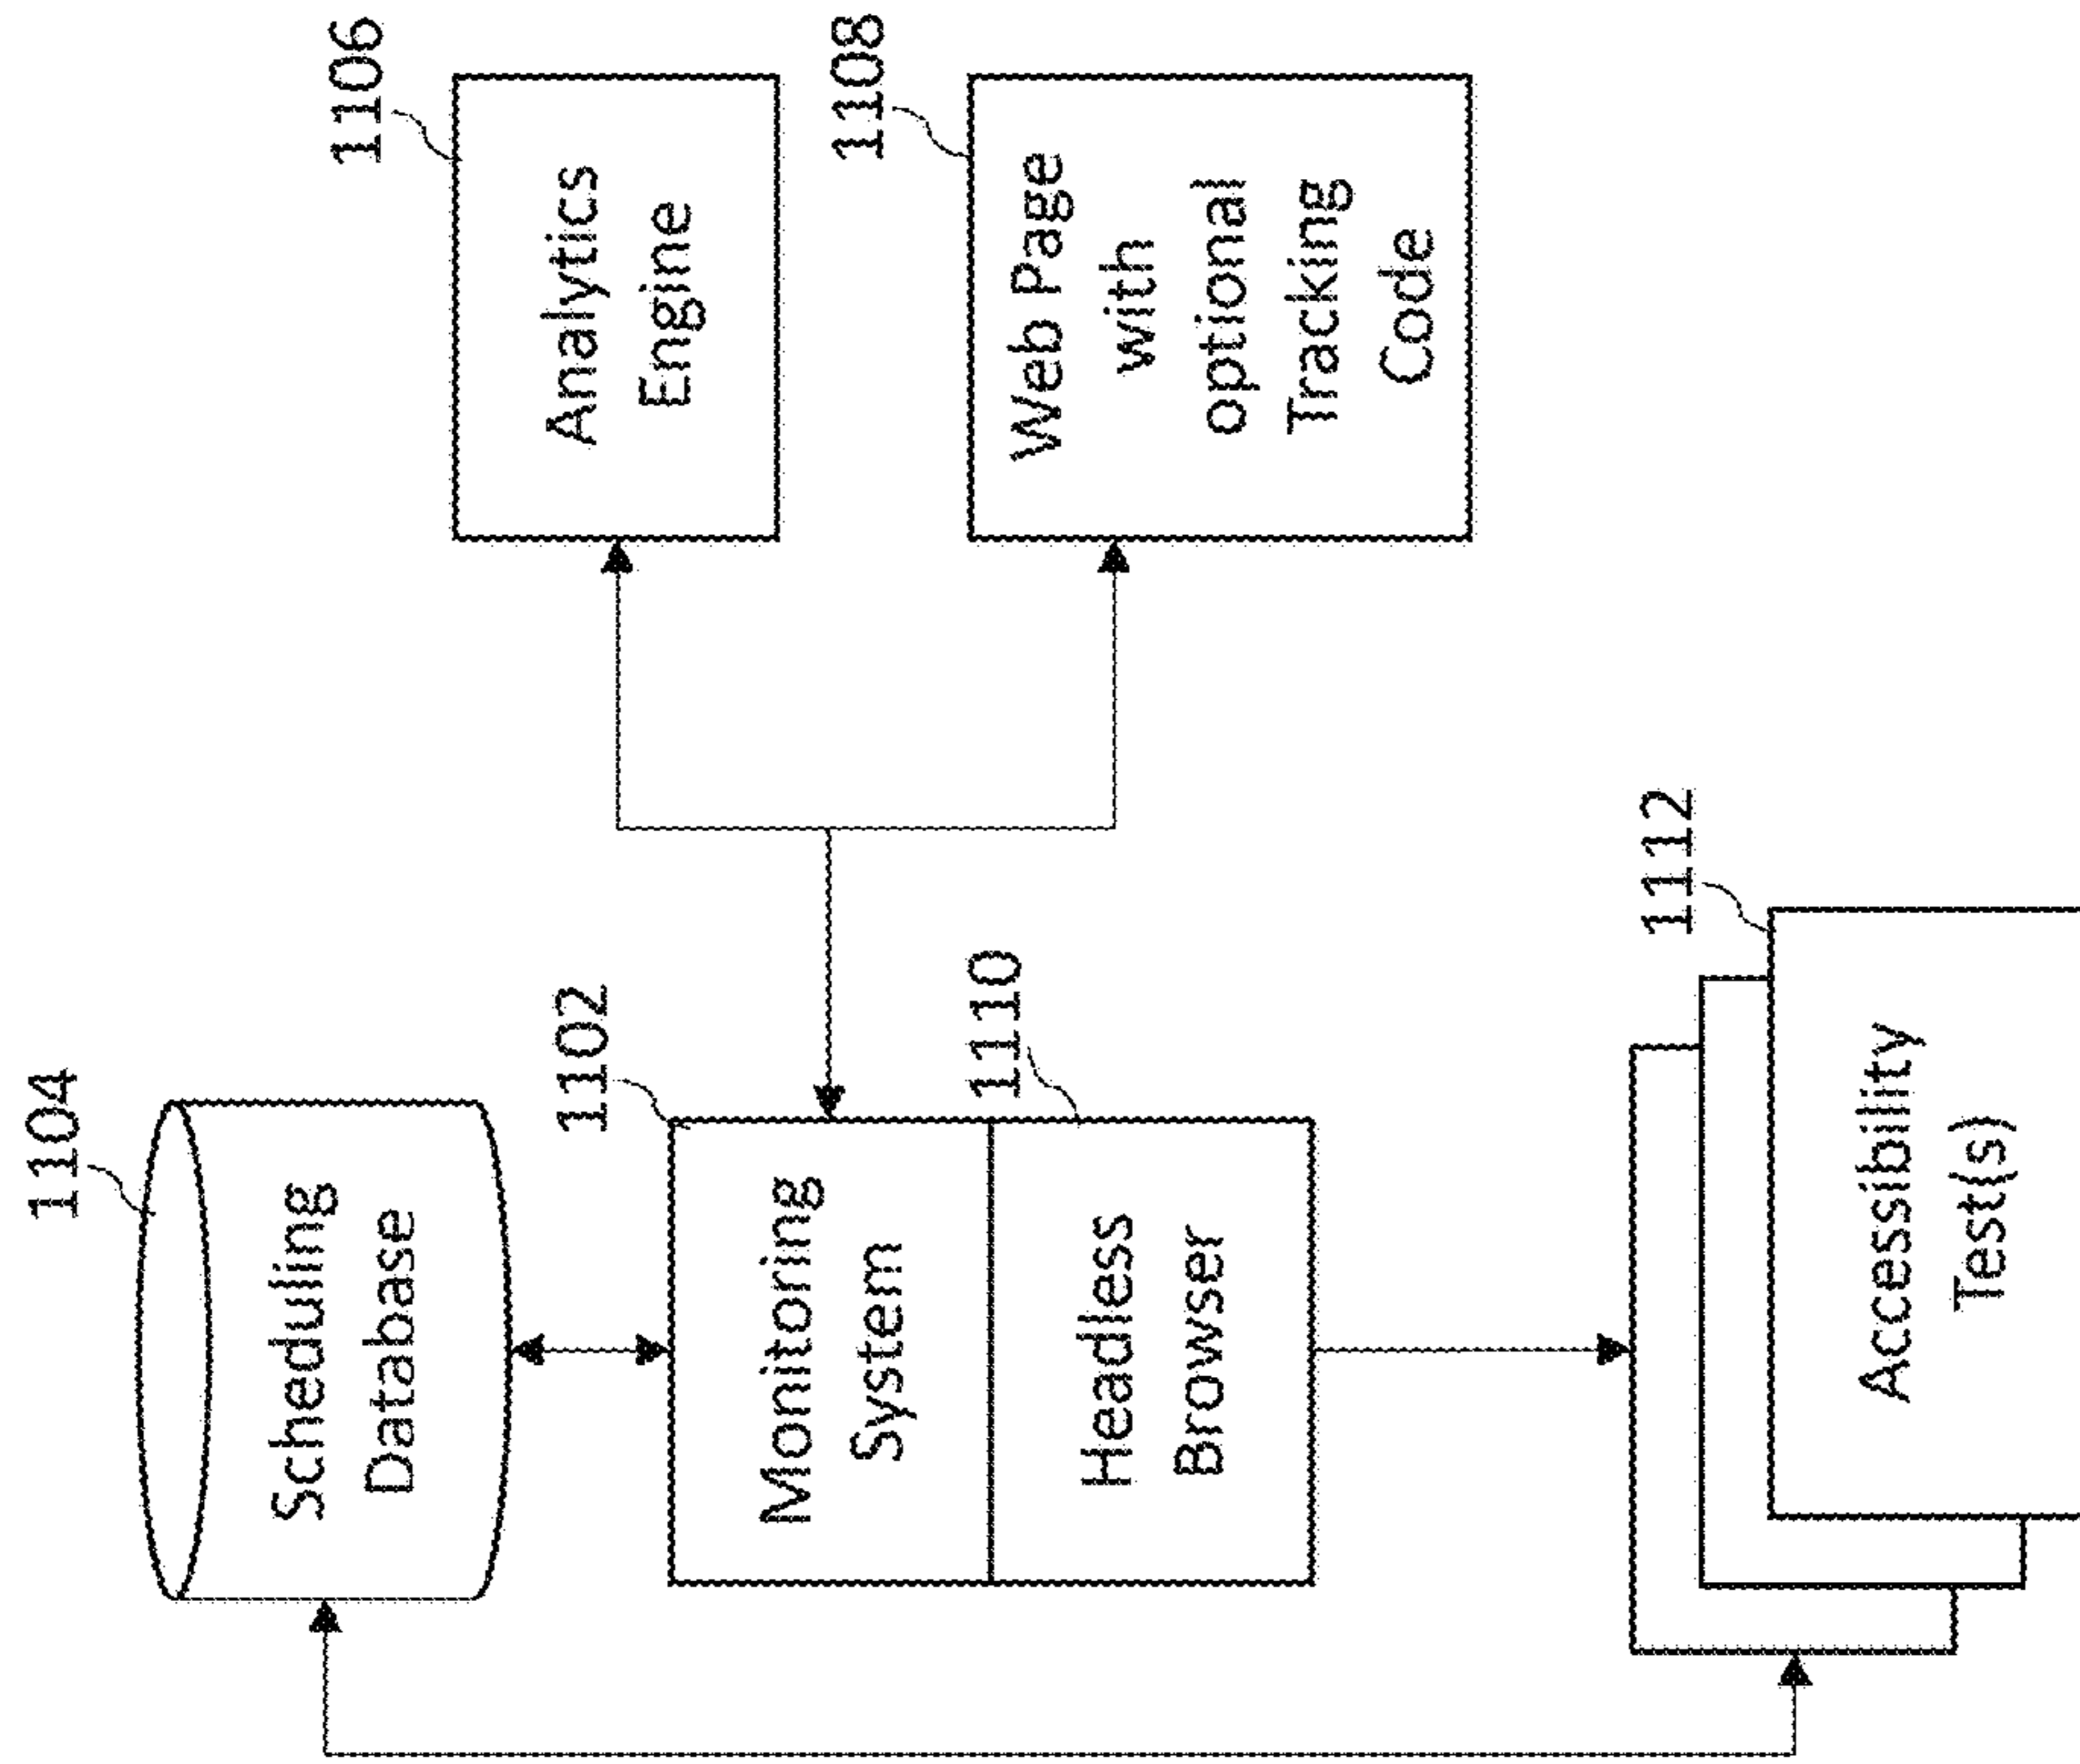 1104
Scheduling
Database
1102
Monitoring
System
1110
Headless
Browser
1106
Analytics
Engine
1108
Web Page
with
optional
Tracking
Code
1112
Accessibility
Test(s)